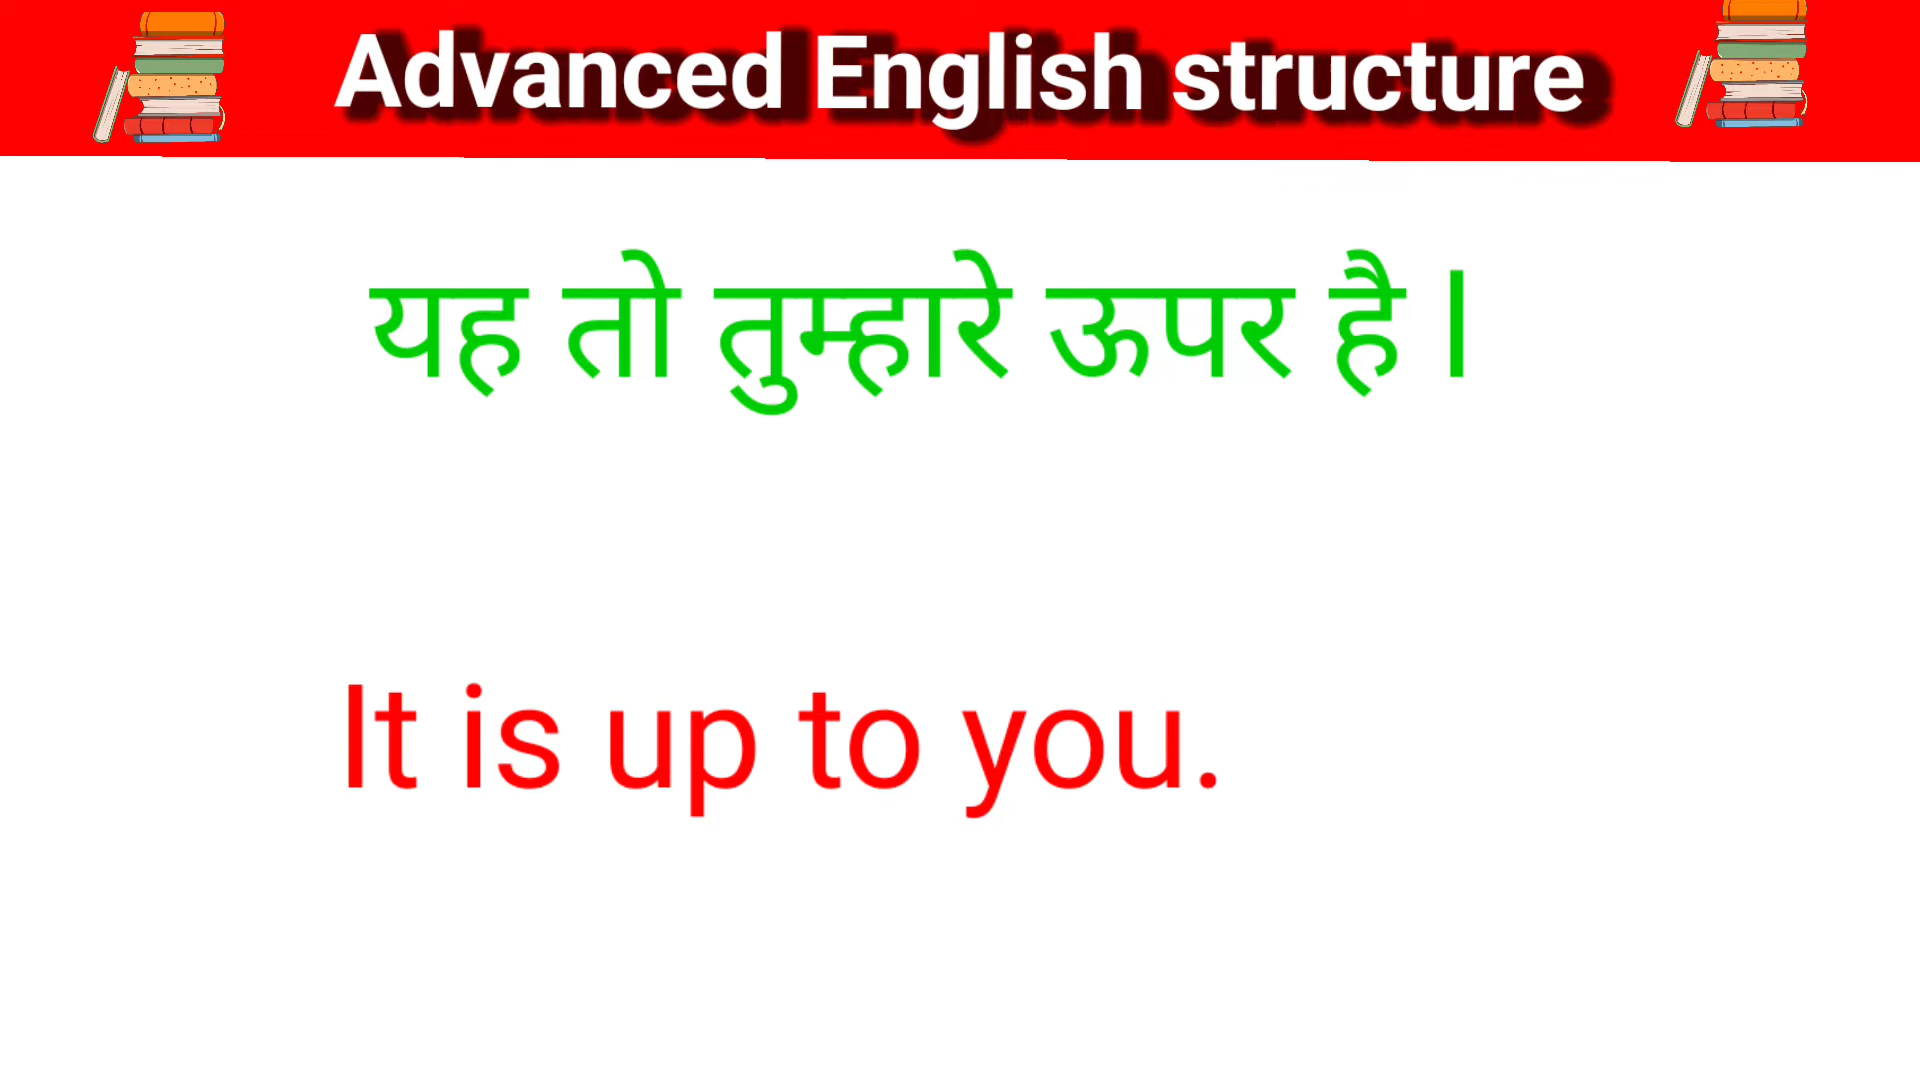 Advanced English structure
यह तो तुम्हारे ऊपर है l
It is up to you.